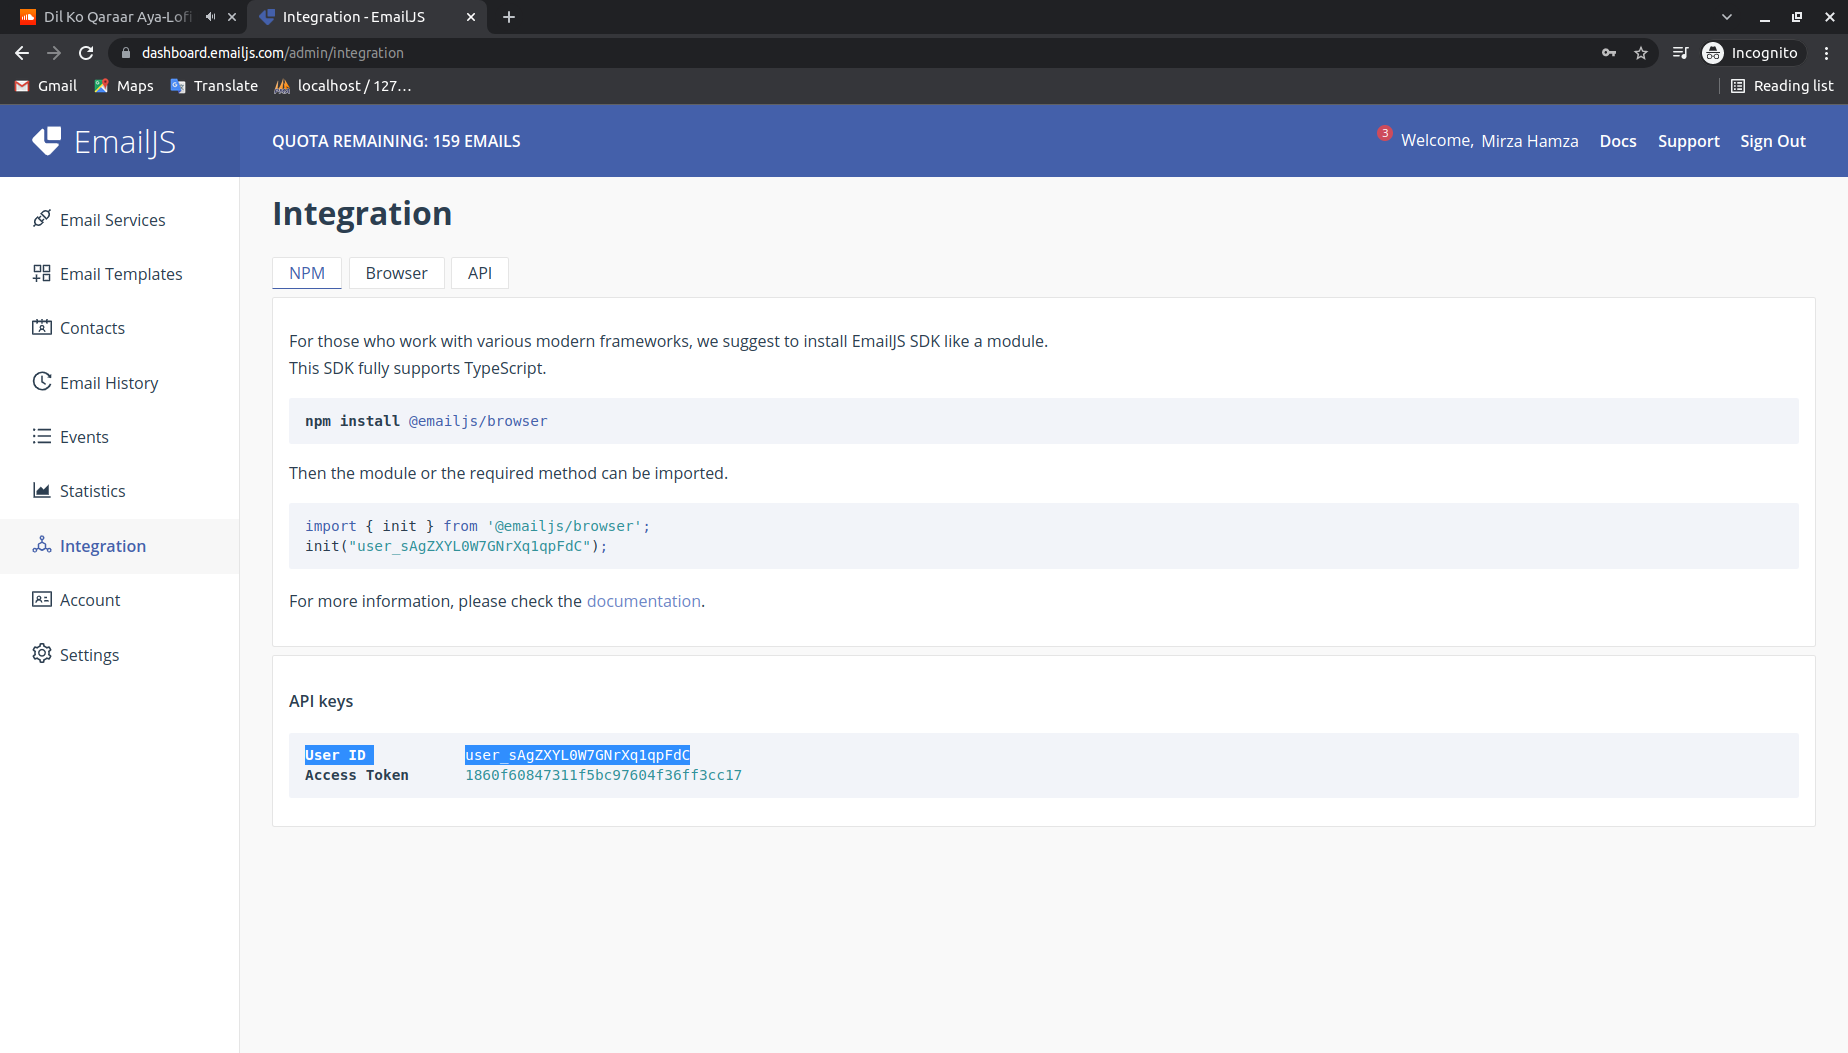 Dil Ko Qaraar Aya-Lofi
Integration - EmailJS
dashboard.emailjs.com/admin/integration
Incognito
Gmail
Maps
Translate
localhost / 127...
Reading list
EmailJS
QUOTA REMAINING: 159 EMAILS
3
Welcome, Mirza Hamza
Docs
Support
Sign Out
Email Services
Email Templates
Contacts
Email History
Events
Statistics
Integration
Account
Settings
Integration
NPM
Browser
API
For those who work with various modern frameworks, we suggest to install EmailJS SDK like a module.
This SDK fully supports TypeScript.
npm install @emailjs/browser
Then the module or the required method can be imported.
import { init } from '@emailjs/browser';
init("user_sAgZXYL0W7GNrXq1qpFdC");
For more information, please check the documentation.
API keys
User ID user_sAgZXYL0W7GNrXq1qpFdC
Access Token 1860f60847311f5bc97604f36ff3cc17